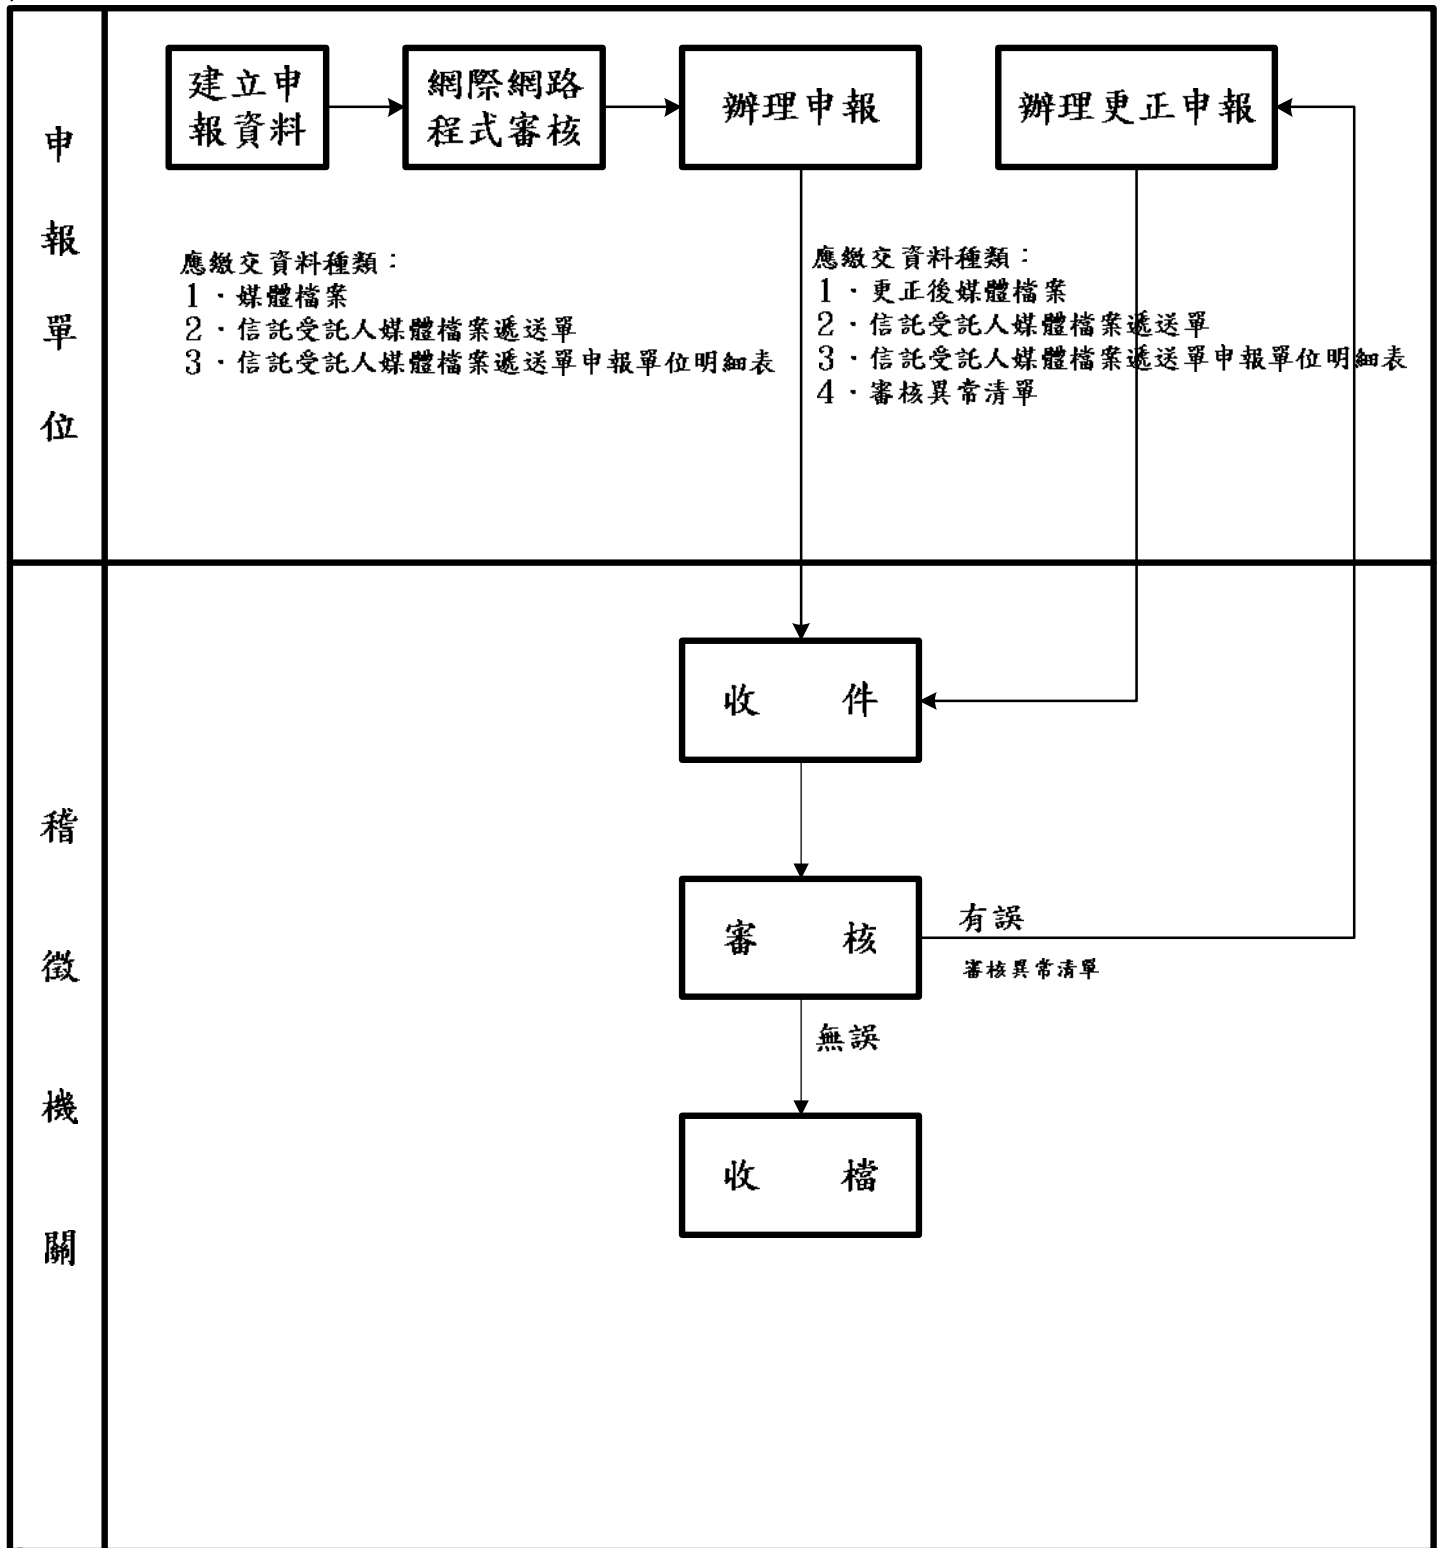 申報單位
建立申
報資料
網際網路
程式審核
辦理申報
辦理更正申報
應繳交資料種類：
1．媒體檔案
2．信託受託人媒體檔案遞送單
3．信託受託人媒體檔案遞送單申報單位明細表
應繳交資料種類：
1．更正後媒體檔案
2．信託受託人媒體檔案遞送單
3．信託受託人媒體檔案遞送單申報單位明細表
4．審核異常清單
稽徵機關
收 件
審 核
有誤
審核異常清單
無誤
收 檔